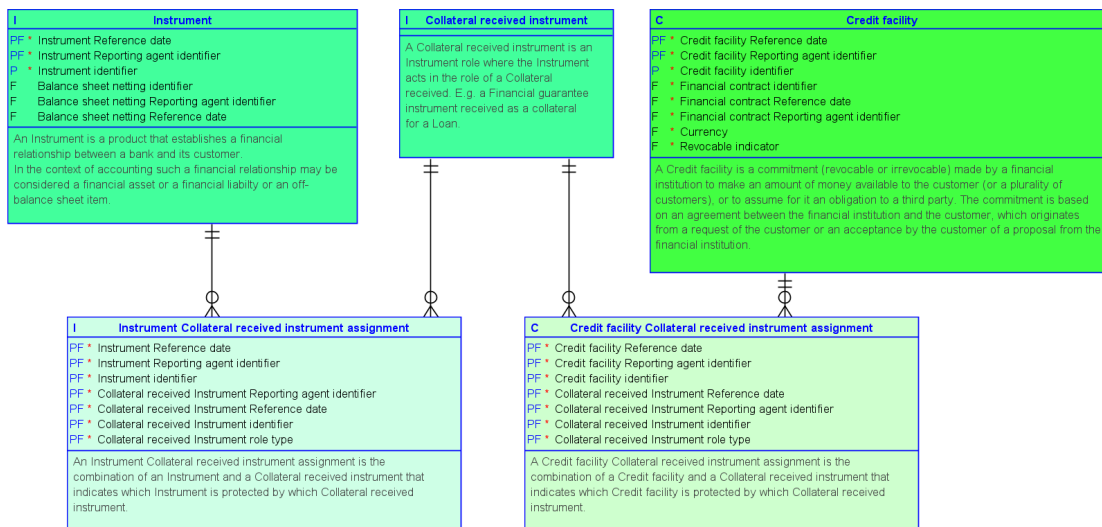 I Instrument
PF * Instrument Reference date
PF * Instrument Reporting agent identifier
P * Instrument identifier
F Balance sheet netting identifier
F Balance sheet netting Reporting agent identifier
F Balance sheet netting Reference date
An Instrument is a product that establishes a financial
relationship between a bank and its customer.
In the context of accounting such a financial relationship may be
considered a financial asset or a financial liabilty or an off-
balance sheet item.
I Collateral received instrument
A Collateral received instrument is an
Instrument role where the Instrument
acts in the role of a Collateral
received. E.g. a Financial guarantee
instrument received as a collateral
for a Loan.
C Credit facility
PF * Credit facility Reference date
PF * Credit facility Reporting agent identifier
P * Credit facility identifier
F * Financial contract identifier
F * Financial contract Reference date
F * Financial contract Reporting agent identifier
F * Currency
F * Revocable indicator
A Credit facility is a commitment (revocable or irrevocable) made by a financial
institution to make an amount of money available to the customer (or a plurality of
customers), or to assume for it an obligation to a third party. The commitment is based
on an agreement between the financial institution and the customer, which originates
from a request of the customer or an acceptance by the customer of a proposal from the
financial institution.
I Instrument Collateral received instrument assignment
PF * Instrument Reference date
PF * Instrument Reporting agent identifier
PF * Instrument identifier
PF * Collateral received Instrument Reporting agent identifier
PF * Collateral received Instrument Reference date
PF * Collateral received Instrument identifier
PF * Collateral received Instrument role type
An Instrument Collateral received instrument assignment is the
combination of an Instrument and a Collateral received instrument that
indicates which Instrument is protected by which Collateral received
instrument.
C Credit facility Collateral received instrument assignment
PF * Credit facility Reference date
PF * Credit facility Reporting agent identifier
PF * Credit facility identifier
PF * Collateral received Instrument Reference date
PF * Collateral received Instrument Reporting agent identifier
PF * Collateral received Instrument identifier
PF * Collateral received Instrument role type
A Credit facility Collateral received instrument assignment is the
combination of a Credit facility and a Collateral received instrument that
indicates which Credit facility is protected by which Collateral received
instrument.